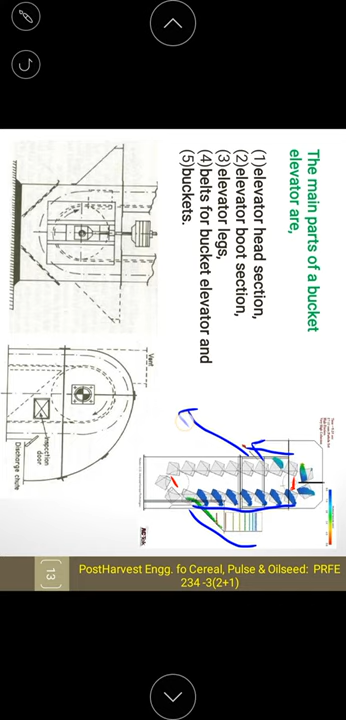 The main parts of a bucket
elevator are,
(1)elevator head section,
(2)elevator boot section,
(3)elevator legs,
(4)belts for bucket elevator and
(5)buckets.
Vent
Inspection
door
Discharge chute
PostHarvest Engg. fo Cereal, Pulse & Oilseed: PRFE
234 -3(2+1)
13